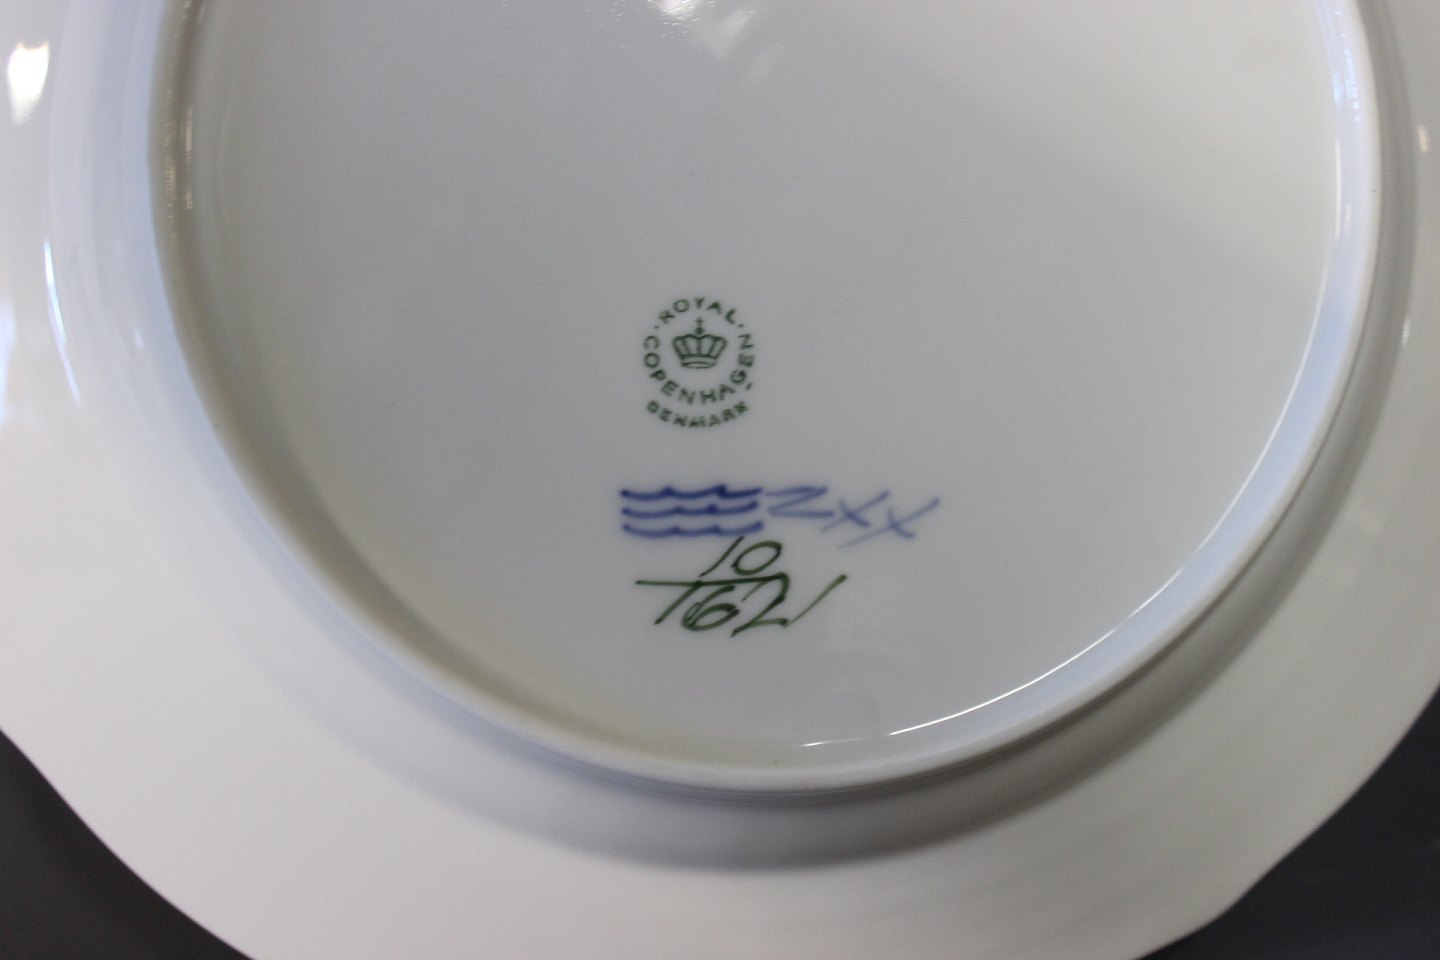 ROYAL
COPENHAGEN
DENMARK
ZXX
10
1621